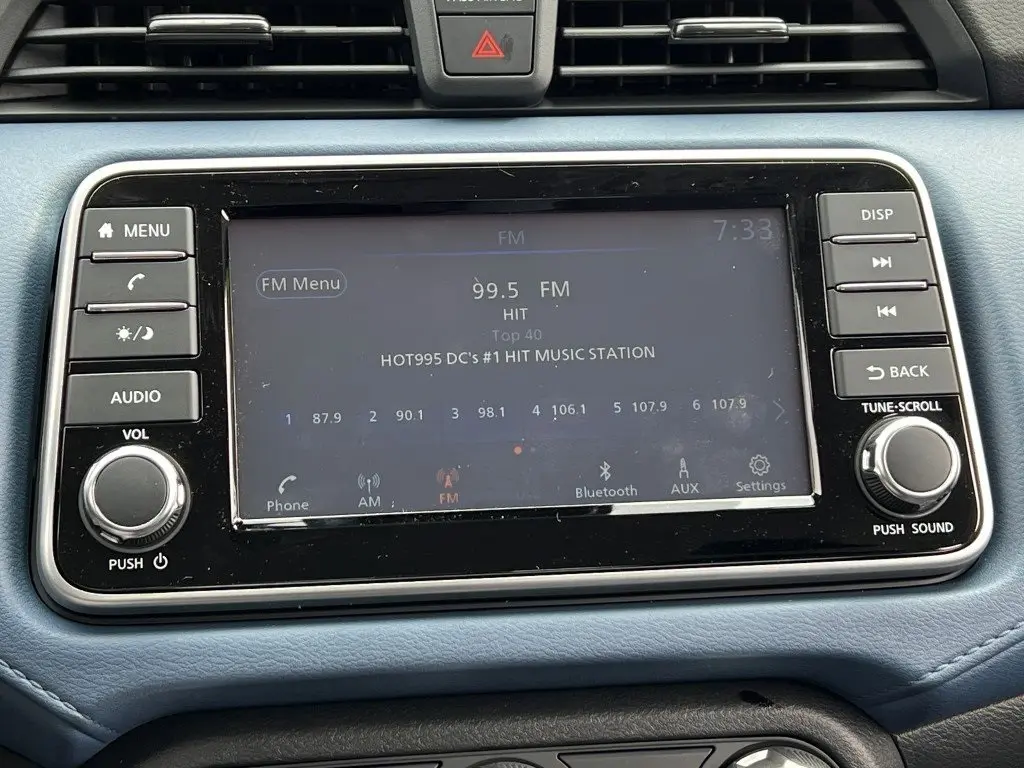 MENU
AUDIO
VOL
PUSH
FM
7:33
FM Menu
99.5 FM
HIT
Top 40
HOT995 DC's #1 HIT MUSIC STATION
1 87.9 2 90.1 3 98.1 4 106.1 5 107.9 6 107.9
Phone AM FM Bluetooth AUX Settings
DISP
BACK
TUNE·SCROLL
PUSH SOUND